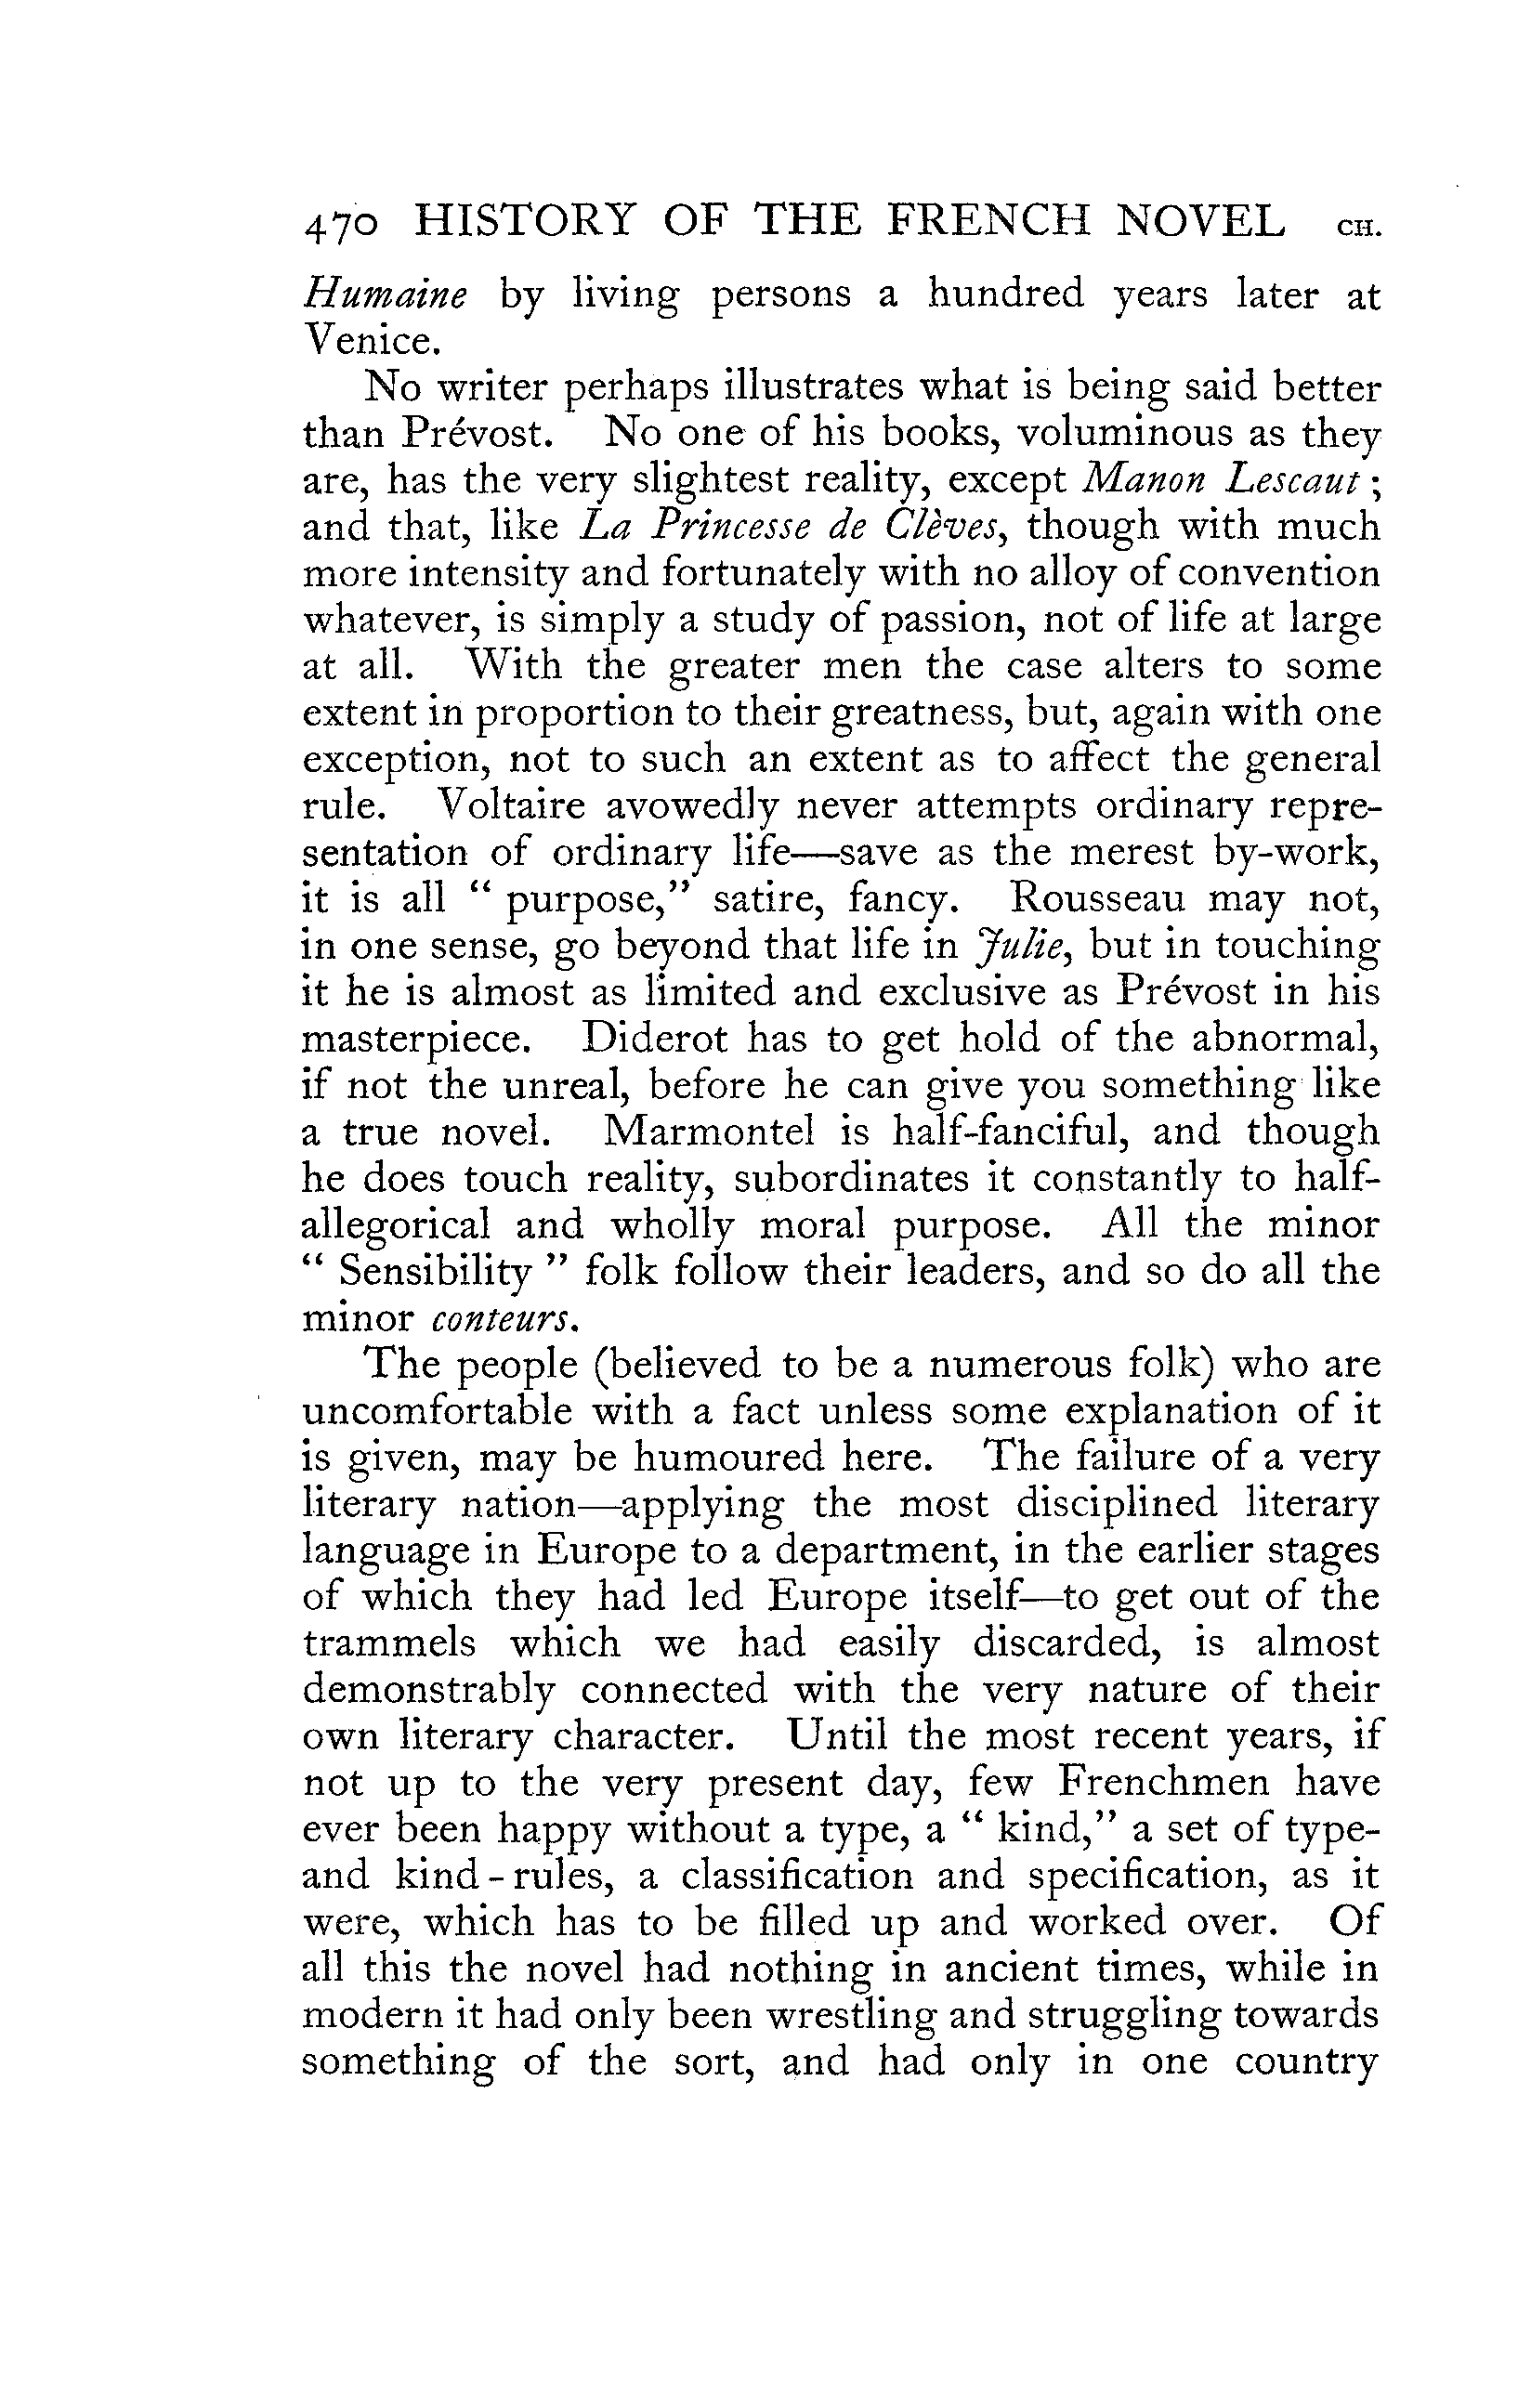 470 HISTORY OF THE FRENCH NOVEL CH.
Humaine by living persons a hundred years later at
Venice.
No writer perhaps illustrates what is being said better
than Prévost. No one of his books, voluminous as they
are, has the very slightest reality, except Manon Lescaut ;
and that, like La Princesse de Clèves, though with much
more intensity and fortunately with no alloy of convention
whatever, is simply a study of passion, not of life at large
at all. With the greater men the case alters to some
extent in proportion to their greatness, but, again with one
exception, not to such an extent as to affect the general
rule. Voltaire avowedly never attempts ordinary repre-
sentation of ordinary life—save as the merest by-work,
it is all “ purpose,” satire, fancy. Rousseau may not,
in one sense, go beyond that life in Julie, but in touching
it he is almost as limited and exclusive as Prévost in his
masterpiece. Diderot has to get hold of the abnormal,
if not the unreal, before he can give you something like
a true novel. Marmontel is half-fanciful, and though
he does touch reality, subordinates it constantly to half-
allegorical and wholly moral purpose. All the minor
“ Sensibility ” folk follow their leaders, and so do all the
minor conteurs.
The people (believed to be a numerous folk) who are
uncomfortable with a fact unless some explanation of it
is given, may be humoured here. The failure of a very
literary nation—applying the most disciplined literary
language in Europe to a department, in the earlier stages
of which they had led Europe itself—to get out of the
trammels which we had easily discarded, is almost
demonstrably connected with the very nature of their
own literary character. Until the most recent years, if
not up to the very present day, few Frenchmen have
ever been happy without a type, a “ kind,” a set of type-
and kind-rules, a classification and specification, as it
were, which has to be filled up and worked over. Of
all this the novel had nothing in ancient times, while in
modern it had only been wrestling and struggling towards
something of the sort, and had only in one country